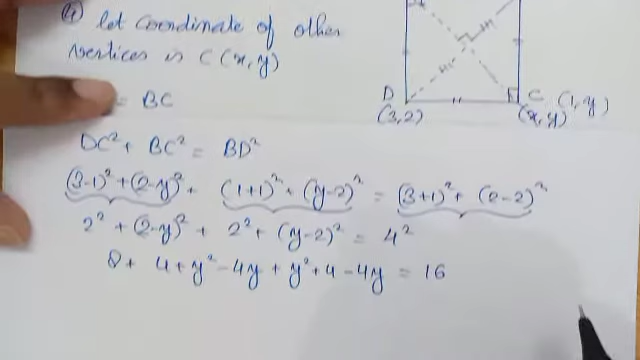 (4) let Coordinate of other
vertices is C (x, y)
= BC
DC² + BC² = BD²
(3-1)² + (2-y)² + (1+1)² + (y-2)² = (3+1)² + (2-2)²
2² + (2-y)² + 2² + (y-2)² = 4²
8 + 4 + y² - 4y + y² + 4 - 4y = 16
D
(3,2)
C (1, y)
(x, y)